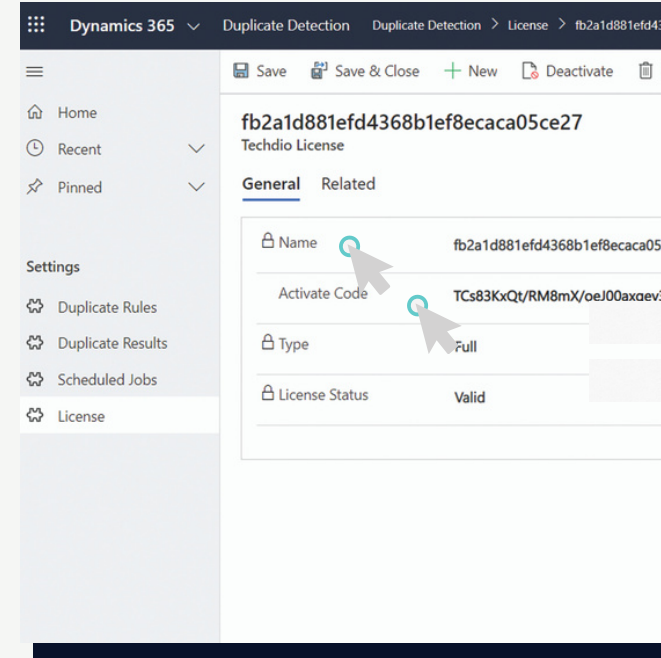 Dynamics 365 Duplicate Detection Duplicate Detection > License > fb2a1d881efd43
Save Save & Close New Deactivate
Home
Recent
Pinned
fb2a1d881efd4368b1ef8ecaca05ce27
Techdio License
General Related
Settings
Duplicate Rules
Duplicate Results
Scheduled Jobs
License
Name fb2a1d881efd4368b1ef8ecaca05
Activate Code TCs83KxQt/RM8mX/oeJ00axqev
Type Full
License Status Valid